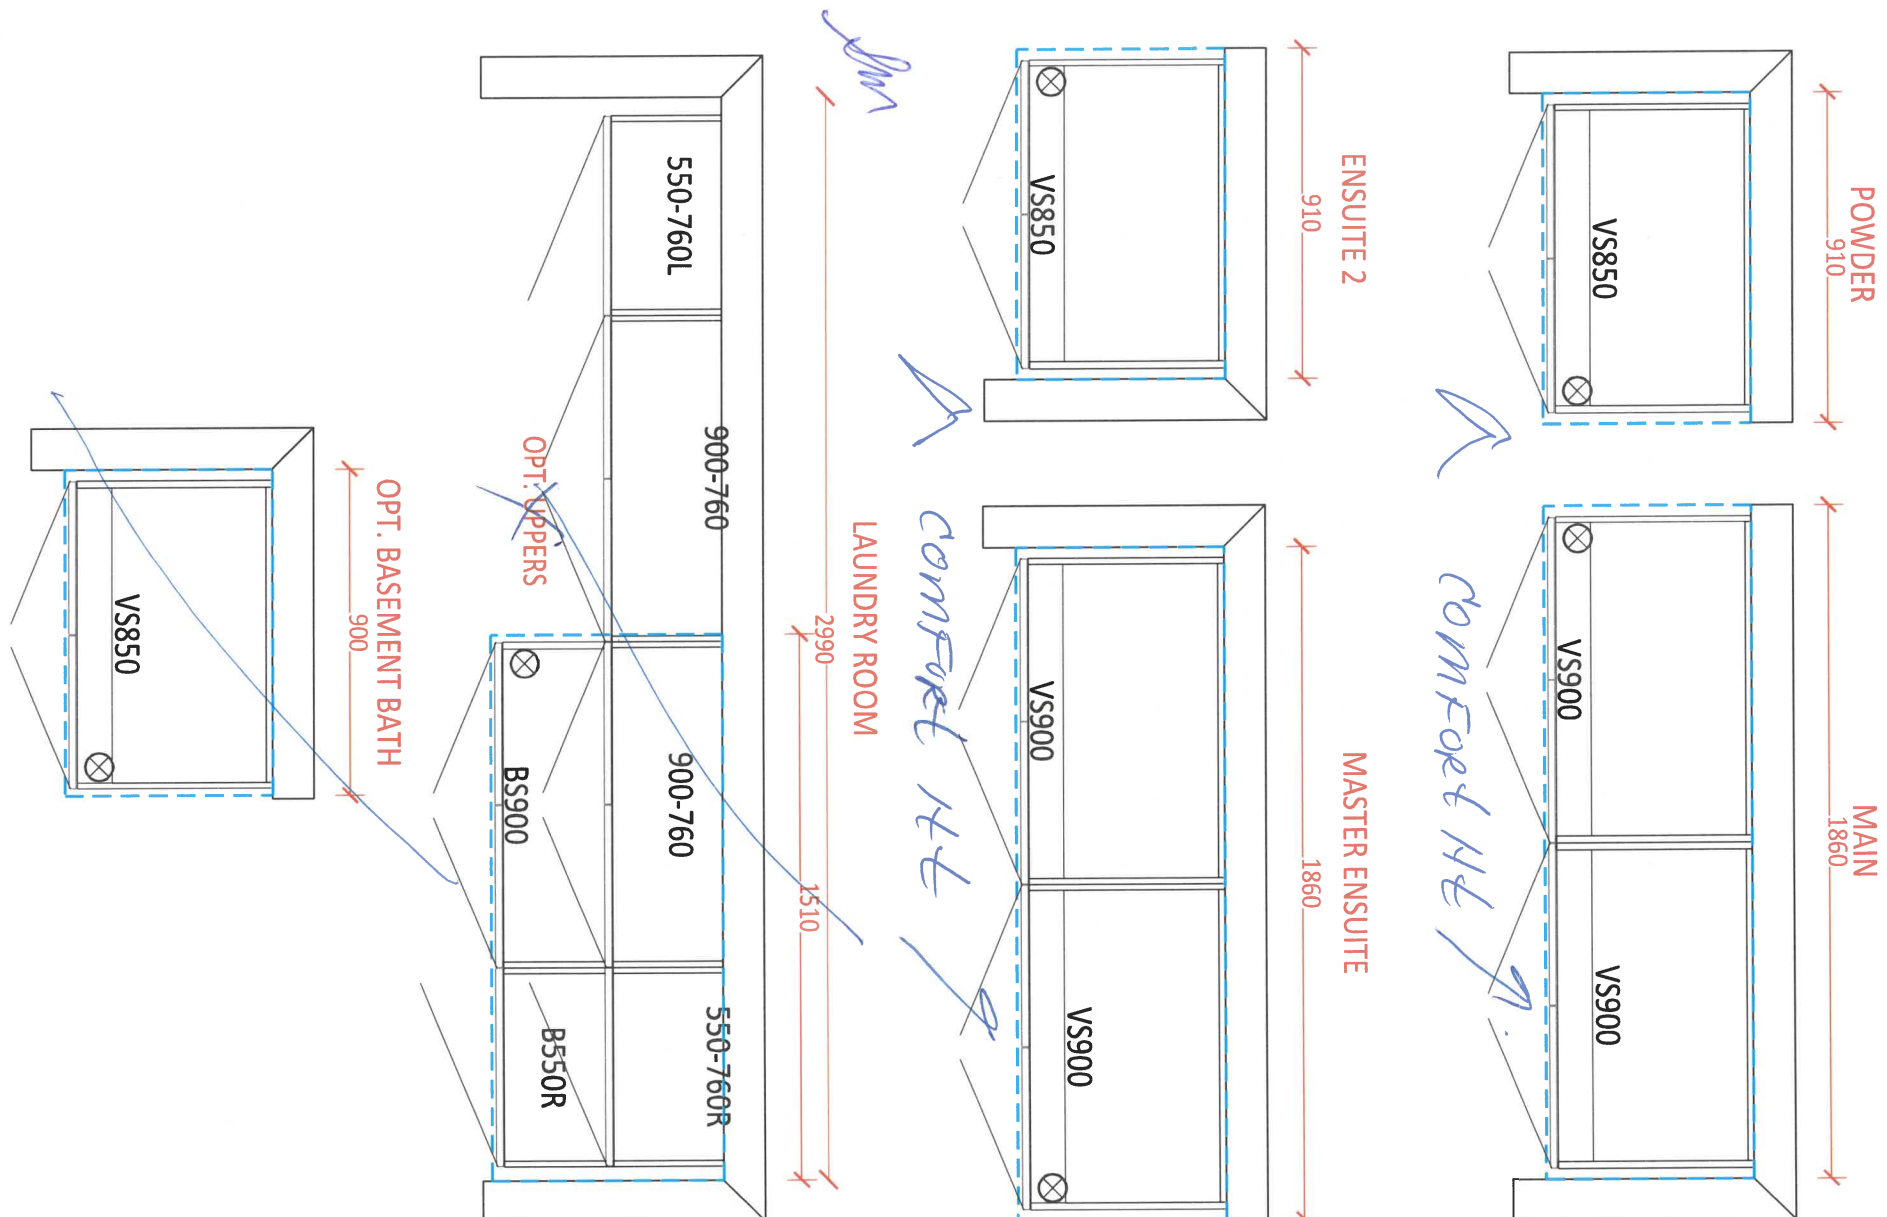 POWDER
910
VS850
MAIN
1860
VS900
VS900
Comfort Ht
ENSUITE 2
910
VS850
MASTER ENSUITE
1860
VS900
VS900
Comfort Ht
LAUNDRY ROOM
2990
1510
550-760L
900-760
900-760
550-760R
OPT. UPPERS
BS900
B550R
OPT. BASEMENT BATH
900
VS850